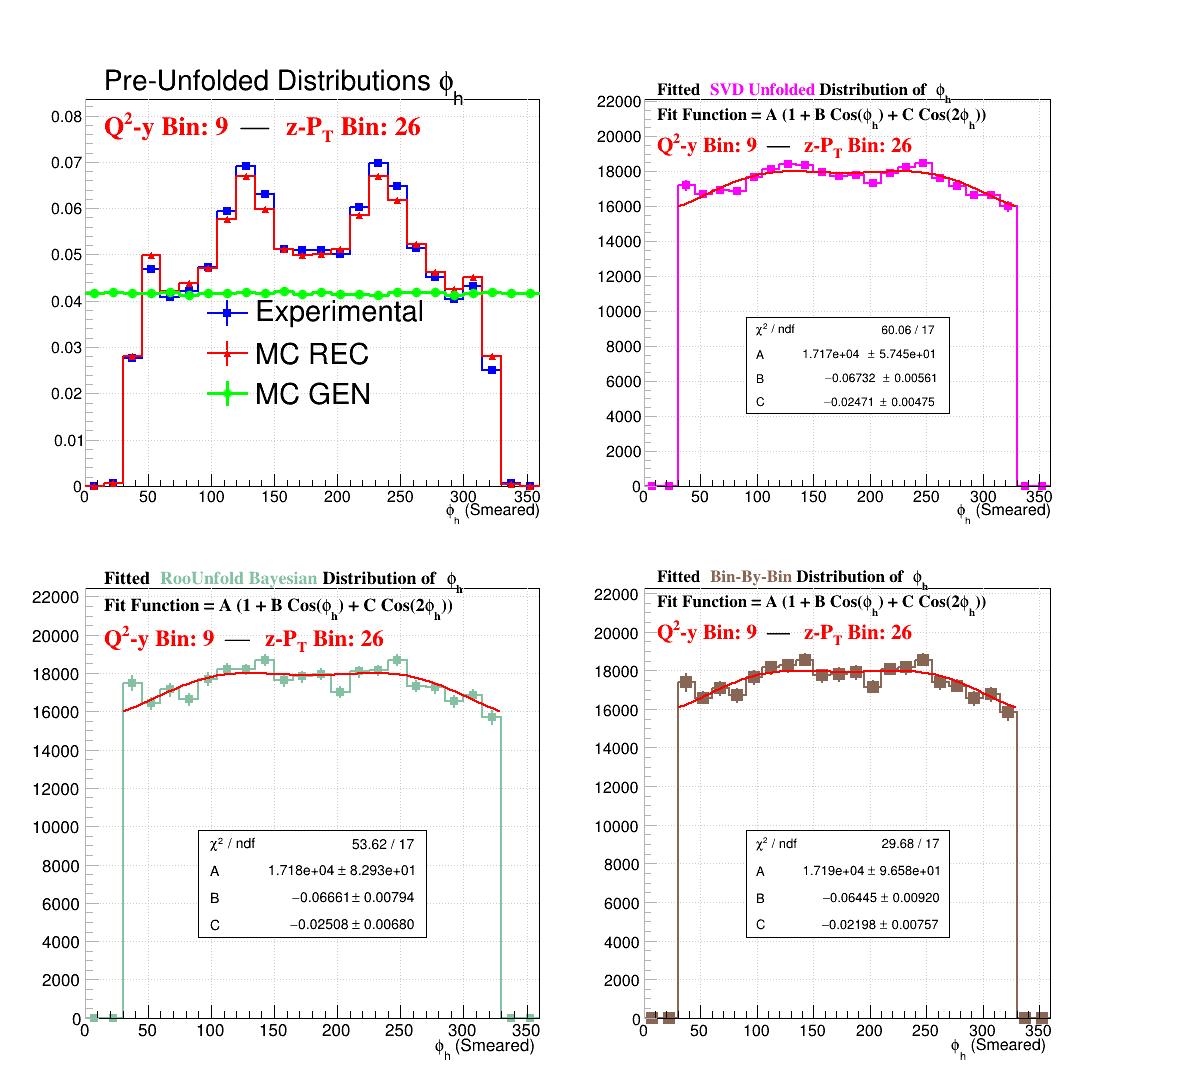 Pre-Unfolded Distributions ϕh
Q2-y Bin: 9 — z-PT Bin: 26
0.08
0.07
0.06
0.05
0.04
0.03
0.02
0.01
0
Experimental
MC REC
MC GEN
0 50 100 150 200 250 300 350
ϕh (Smeared)
Fitted SVD Unfolded Distribution of ϕh
Fit Function = A (1 + B Cos(ϕh) + C Cos(2ϕh))
Q2-y Bin: 9 — z-PT Bin: 26
22000
20000
18000
16000
14000
12000
10000
8000
6000
4000
2000
0
χ2 / ndf 60.06 / 17
A 1.717e+04 ± 5.745e+01
B −0.06732 ± 0.00561
C −0.02471 ± 0.00475
0 50 100 150 200 250 300 350
ϕh (Smeared)
Fitted RooUnfold Bayesian Distribution of ϕh
Fit Function = A (1 + B Cos(ϕh) + C Cos(2ϕh))
Q2-y Bin: 9 — z-PT Bin: 26
22000
20000
18000
16000
14000
12000
10000
8000
6000
4000
2000
0
χ2 / ndf 53.62 / 17
A 1.718e+04 ± 8.293e+01
B −0.06661 ± 0.00794
C −0.02508 ± 0.00680
0 50 100 150 200 250 300 350
ϕh (Smeared)
Fitted Bin-By-Bin Distribution of ϕh
Fit Function = A (1 + B Cos(ϕh) + C Cos(2ϕh))
Q2-y Bin: 9 — z-PT Bin: 26
22000
20000
18000
16000
14000
12000
10000
8000
6000
4000
2000
0
χ2 / ndf 29.68 / 17
A 1.719e+04 ± 9.658e+01
B −0.06445 ± 0.00920
C −0.02198 ± 0.00757
0 50 100 150 200 250 300 350
ϕh (Smeared)